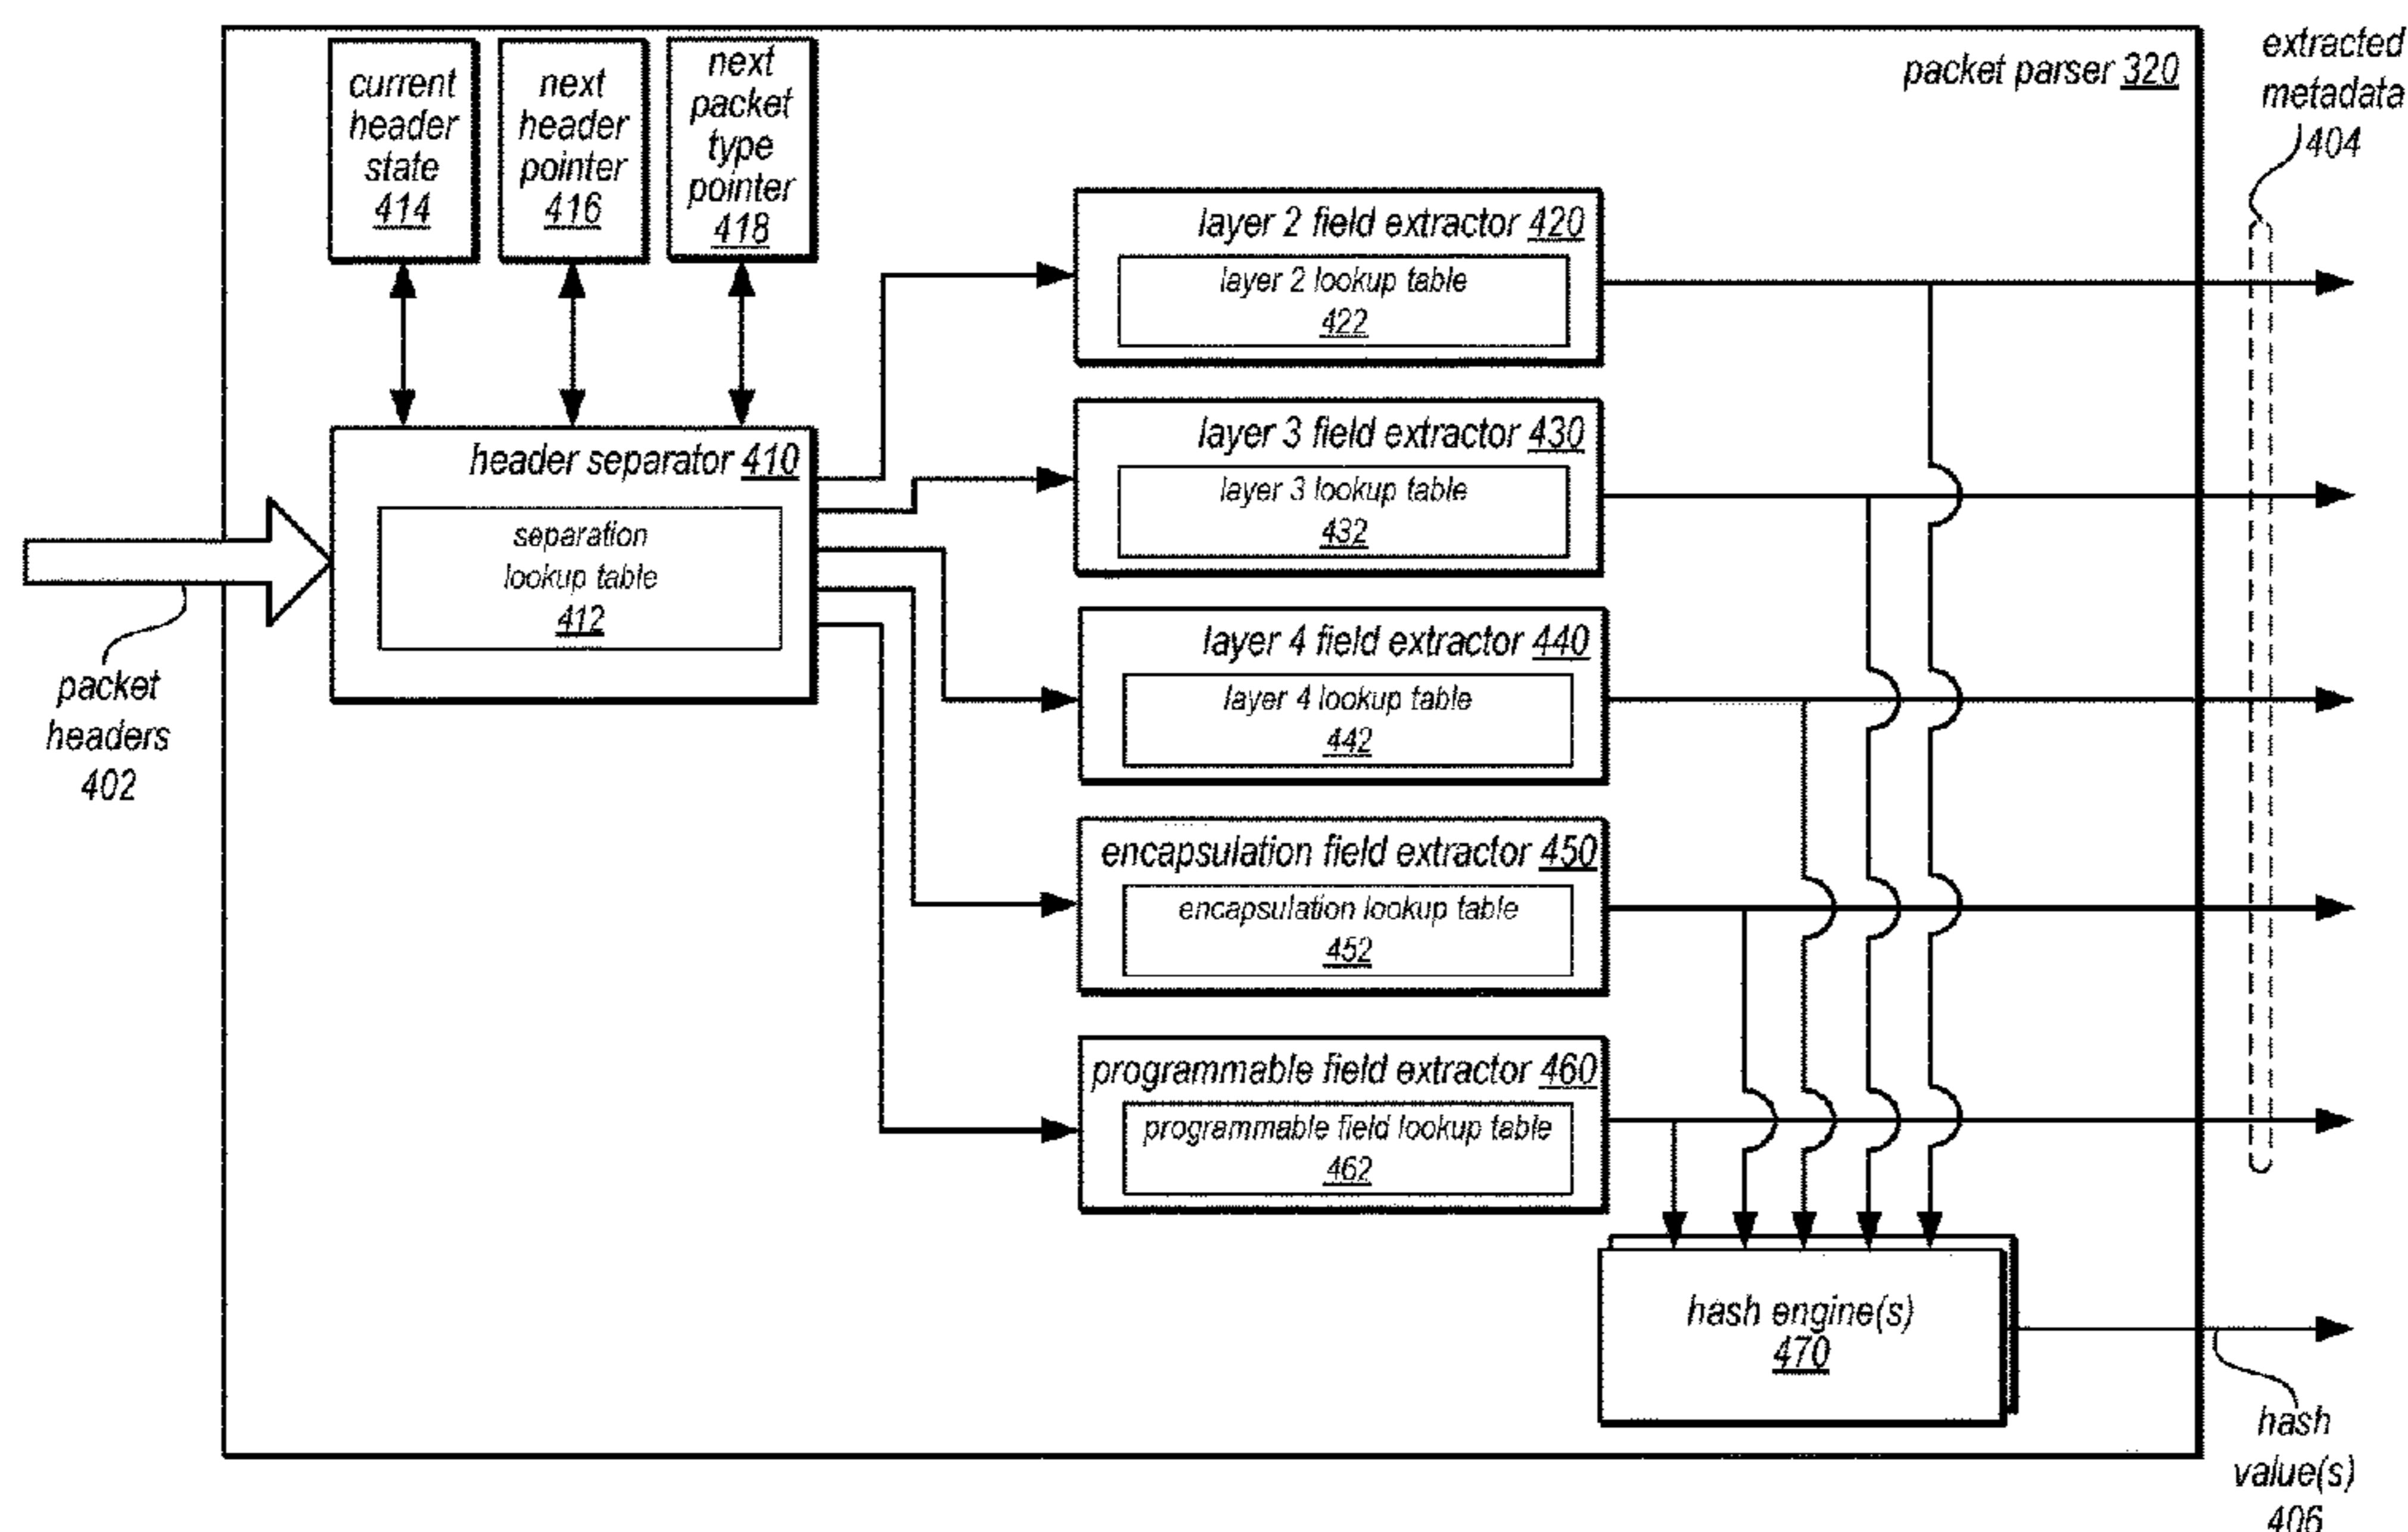 current
header
state
414
next
header
pointer
416
next
packet
type
pointer
418
packet parser 320
extracted
metadata
404
layer 2 field extractor 420
layer 2 lookup table
422
header separator 410
separation
lookup table
412
layer 3 field extractor 430
layer 3 lookup table
432
packet
headers
402
layer 4 field extractor 440
layer 4 lookup table
442
encapsulation field extractor 450
encapsulation lookup table
452
programmable field extractor 460
programmable field lookup table
462
hash engine(s)
470
hash
value(s)
406